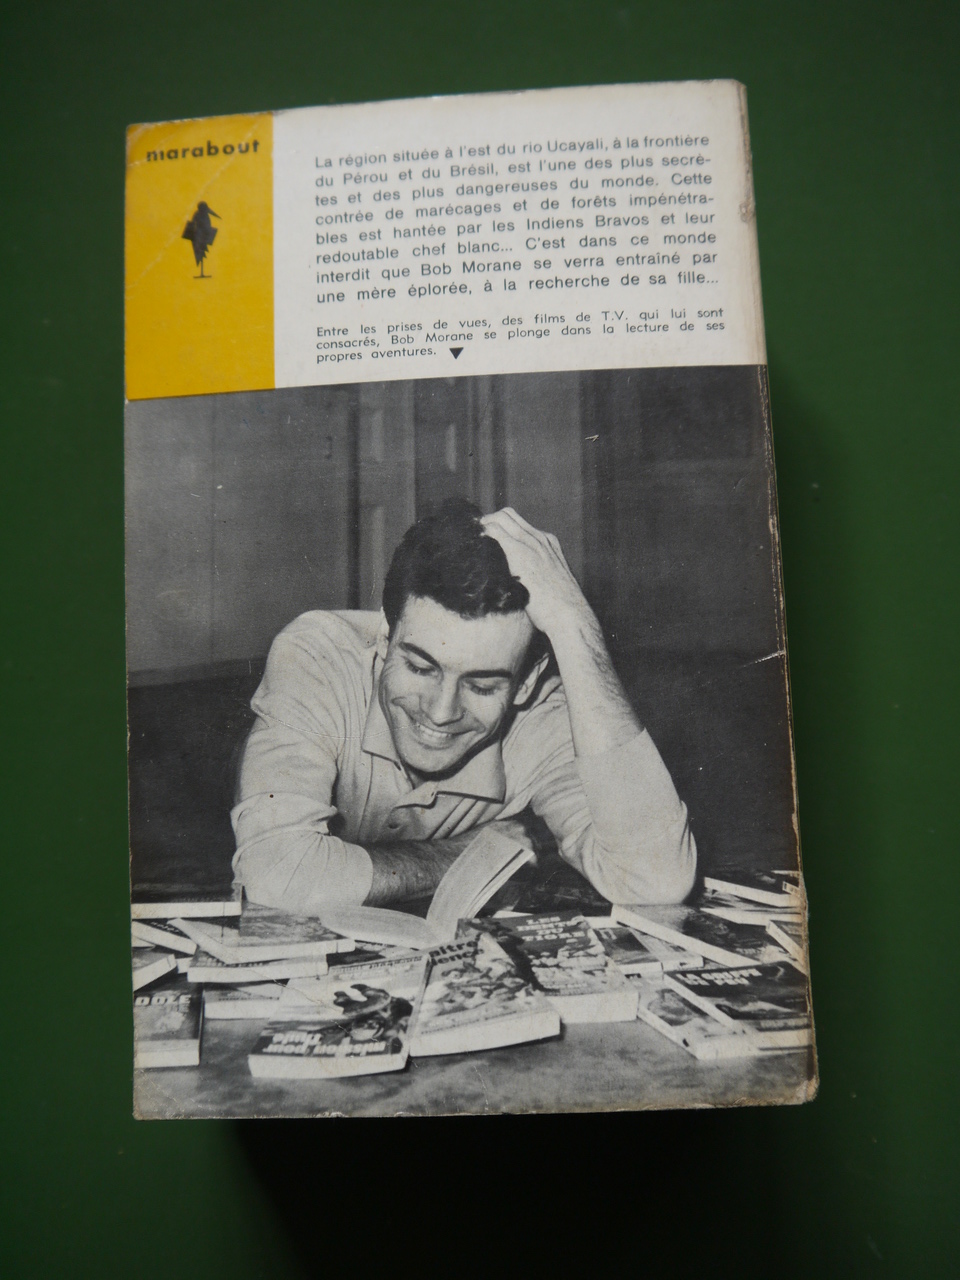 marabout
La région située à l'est du rio Ucayali, à la frontière
du Pérou et du Brésil, est l'une des plus secrè-
tes et des plus dangereuses du monde. Cette
contrée de marécages et de forêts impénétra-
bles est hantée par les Indiens Bravos et leur
redoutable chef blanc... C'est dans ce monde
interdit que Bob Morane se verra entraîné par
une mère éplorée, à la recherche de sa fille...
Entre les prises de vues, des films de T.V. qui lui sont
consacrés, Bob Morane se plonge dans la lecture de ses
propres aventures.
mission pour
Thulé